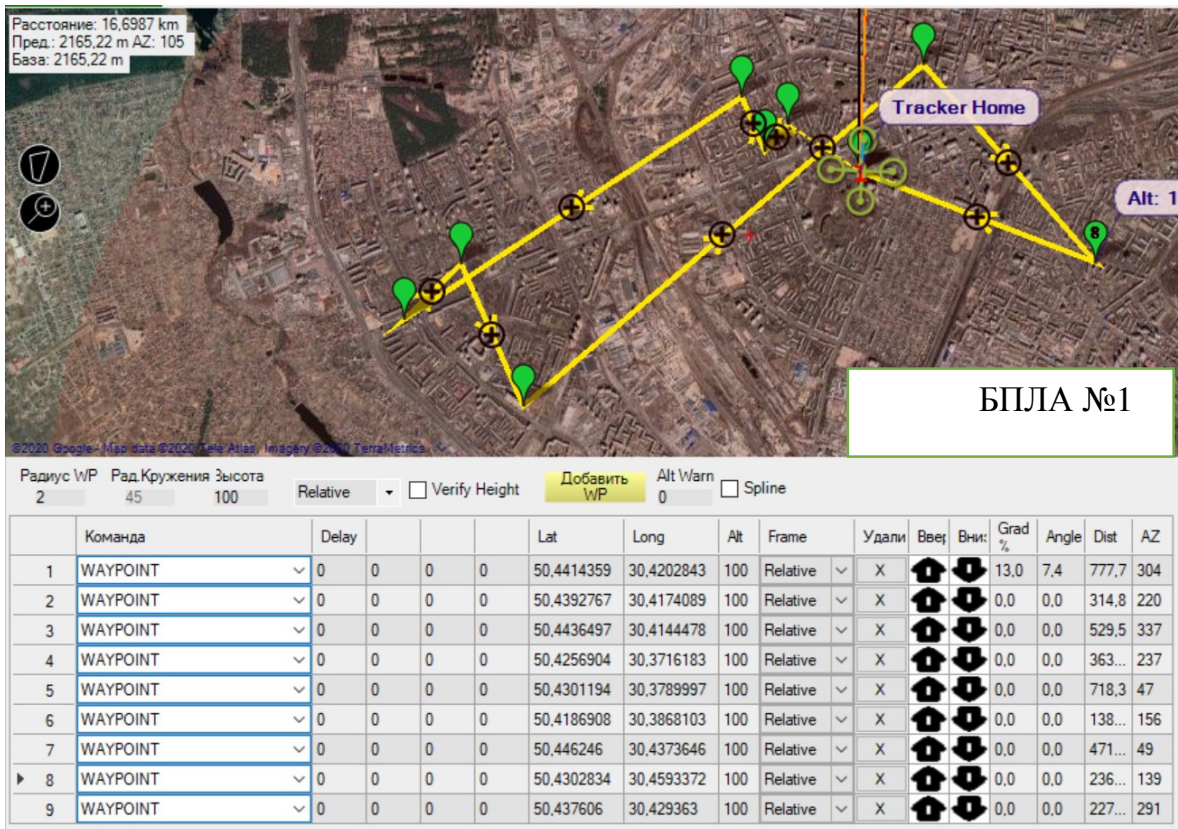 Расстояние: 16,6987 km
Пред.: 2165,22 m AZ: 105
База: 2165,22 m
Tracker Home
Alt: 1
8
БПЛА №1
©2020 Google - Map data ©2020 Tele Atlas, Imagery ©2020 TerraMetrics
Радиус WP Рад.Кружения Высота
2 45 100 Relative Verify Height Добавить WP Alt Warn 0 Spline
Команда Delay Lat Long Alt Frame Удали Ввер Вниз Grad % Angle Dist AZ
1 WAYPOINT 0 0 0 0 50,4414359 30,4202843 100 Relative X 13,0 7,4 777,7 304
2 WAYPOINT 0 0 0 0 50,4392767 30,4174089 100 Relative X 0,0 0,0 314,8 220
3 WAYPOINT 0 0 0 0 50,4436497 30,4144478 100 Relative X 0,0 0,0 529,5 337
4 WAYPOINT 0 0 0 0 50,4256904 30,3716183 100 Relative X 0,0 0,0 363... 237
5 WAYPOINT 0 0 0 0 50,4301194 30,3789997 100 Relative X 0,0 0,0 718,3 47
6 WAYPOINT 0 0 0 0 50,4186908 30,3868103 100 Relative X 0,0 0,0 138... 156
7 WAYPOINT 0 0 0 0 50,446246 30,4373646 100 Relative X 0,0 0,0 471... 49
8 WAYPOINT 0 0 0 0 50,4302834 30,4593372 100 Relative X 0,0 0,0 236... 139
9 WAYPOINT 0 0 0 0 50,437606 30,429363 100 Relative X 0,0 0,0 227... 291